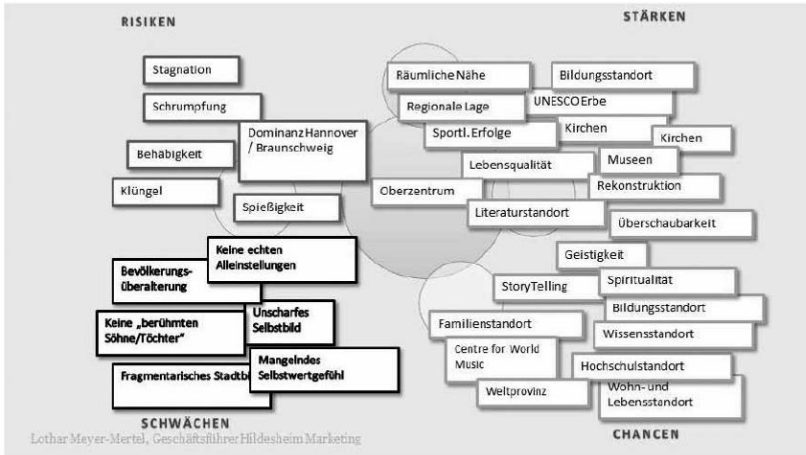 RISIKEN
STÄRKEN
Stagnation
Schrumpfung
Dominanz Hannover
/ Braunschweig
Behäbigkeit
Klüngel
Spießigkeit
Räumliche Nähe
Bildungsstandort
Regionale Lage
UNESCO Erbe
Sportl. Erfolge
Kirchen
Kirchen
Lebensqualität
Museen
Oberzentrum
Rekonstruktion
Literaturstandort
Überschaubarkeit
Keine echten
Alleinstellungen
Bevölkerungs-
überalterung
Unscharfes
Selbstbild
Keine „berühmten
Söhne/Töchter“
Mangelndes
Selbstwertgefühl
Fragmentarisches Stadtbi
Geistigkeit
StoryTelling
Spiritualität
Bildungsstandort
Familienstandort
Wissensstandort
Centre for World
Music
Hochschulstandort
Weltprovinz
Wohn- und
Lebensstandort
SCHWÄCHEN
CHANCEN
Lothar Meyer-Mertel, Geschäftsführer Hildesheim Marketing